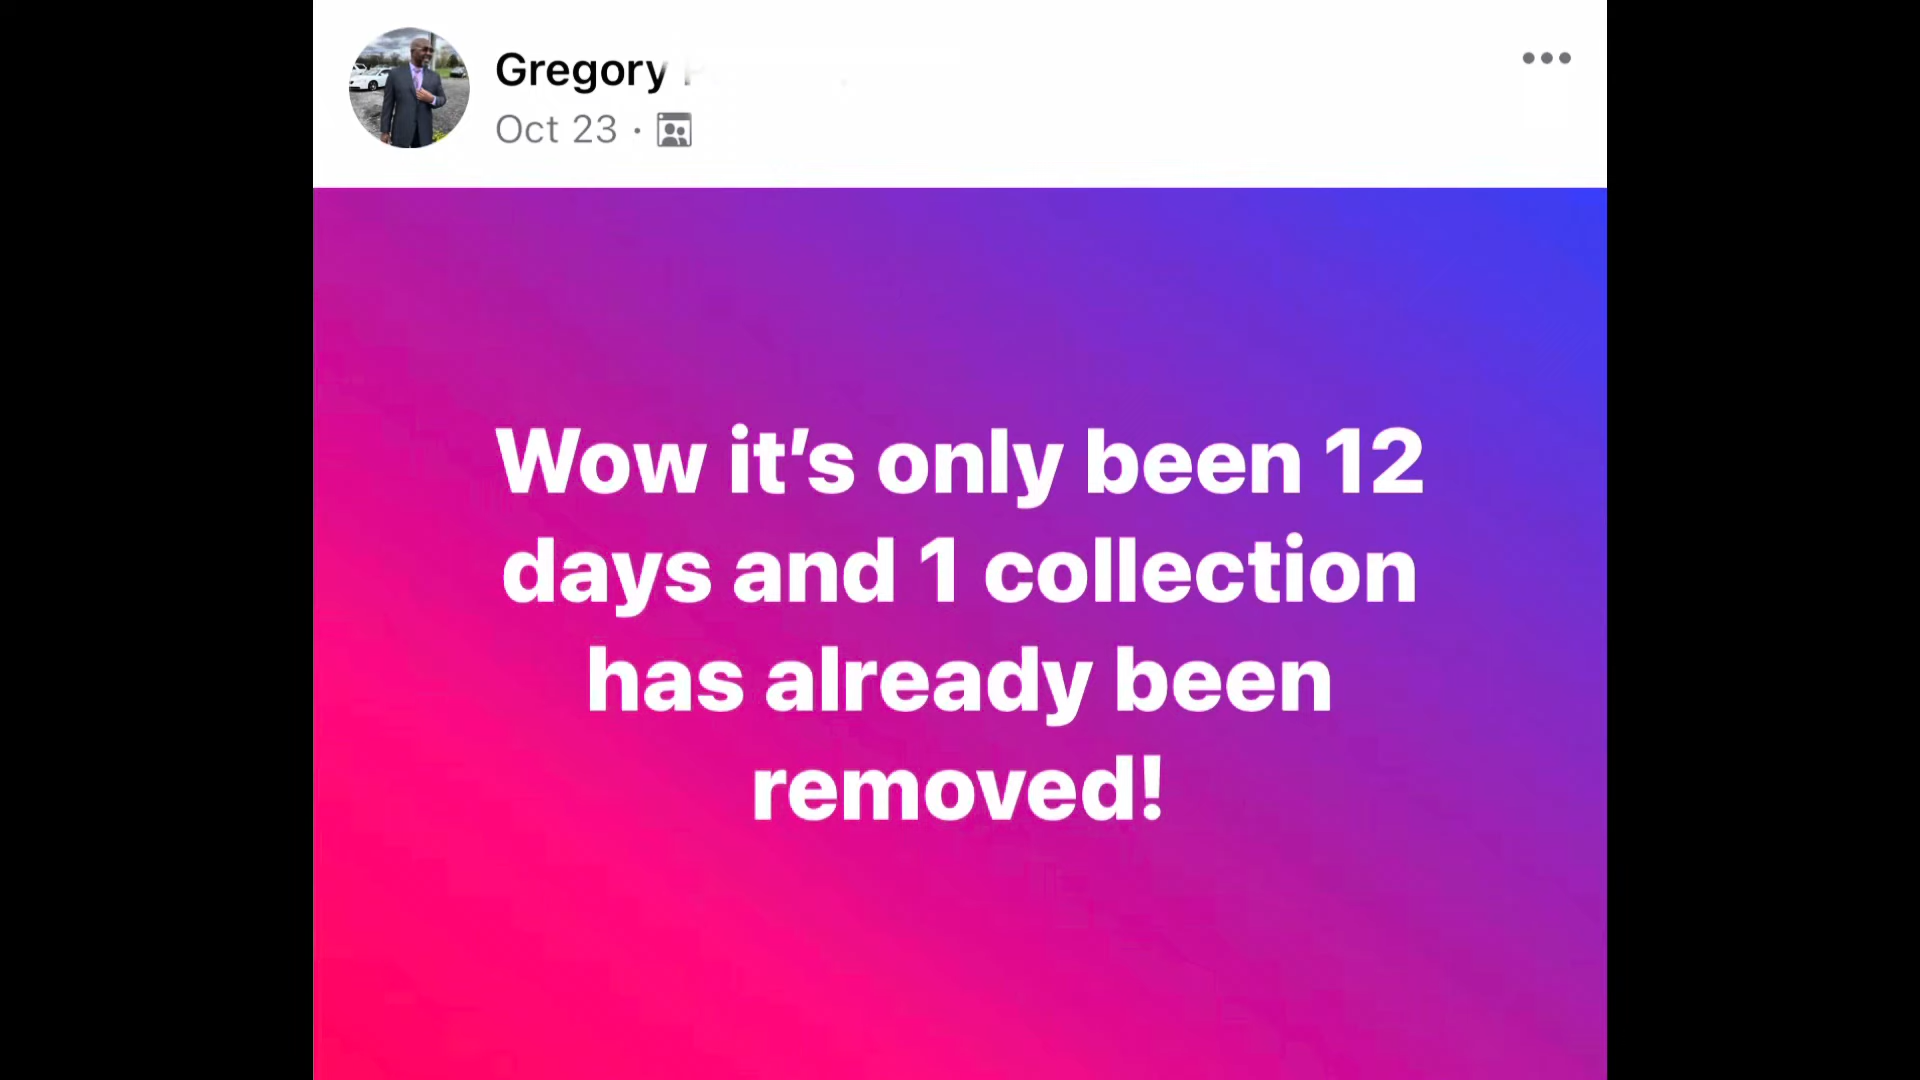 Gregory
Oct 23 ·
Wow it's only been 12
days and 1 collection
has already been
removed!